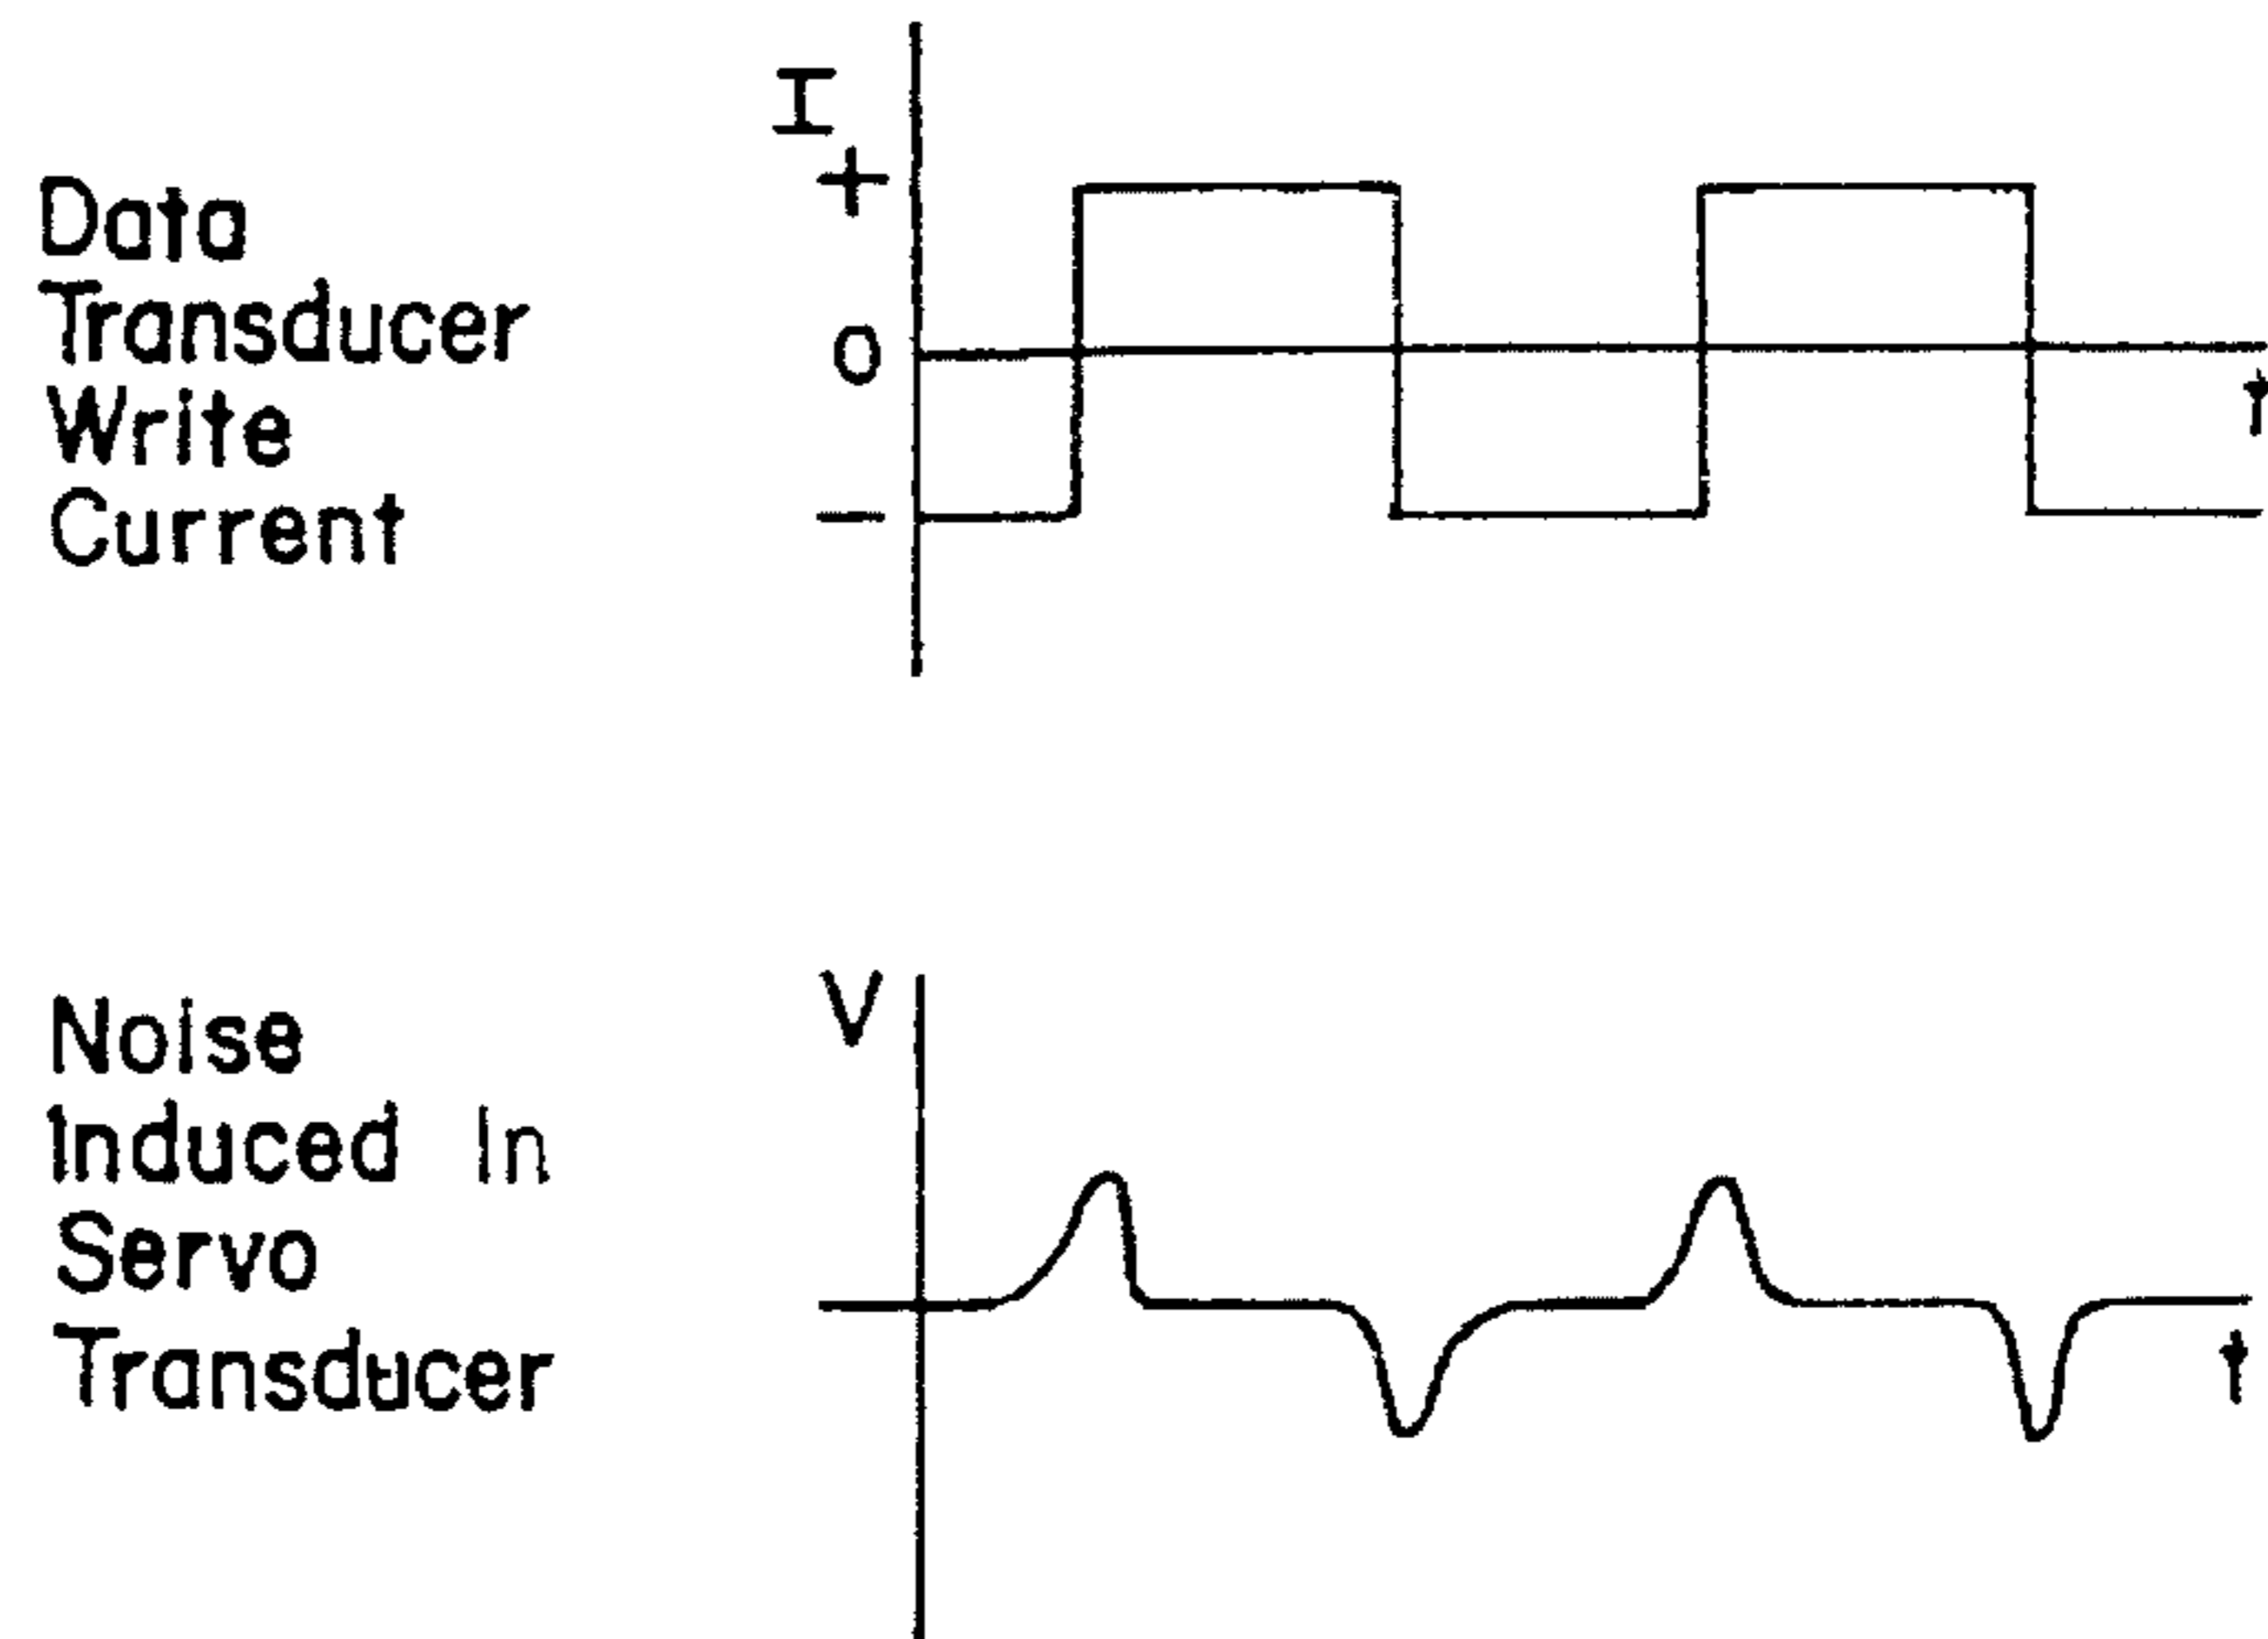 I
+
Data
Transducer
Write
Current
0
t
-
V
Noise
Induced In
Servo
Transducer
t